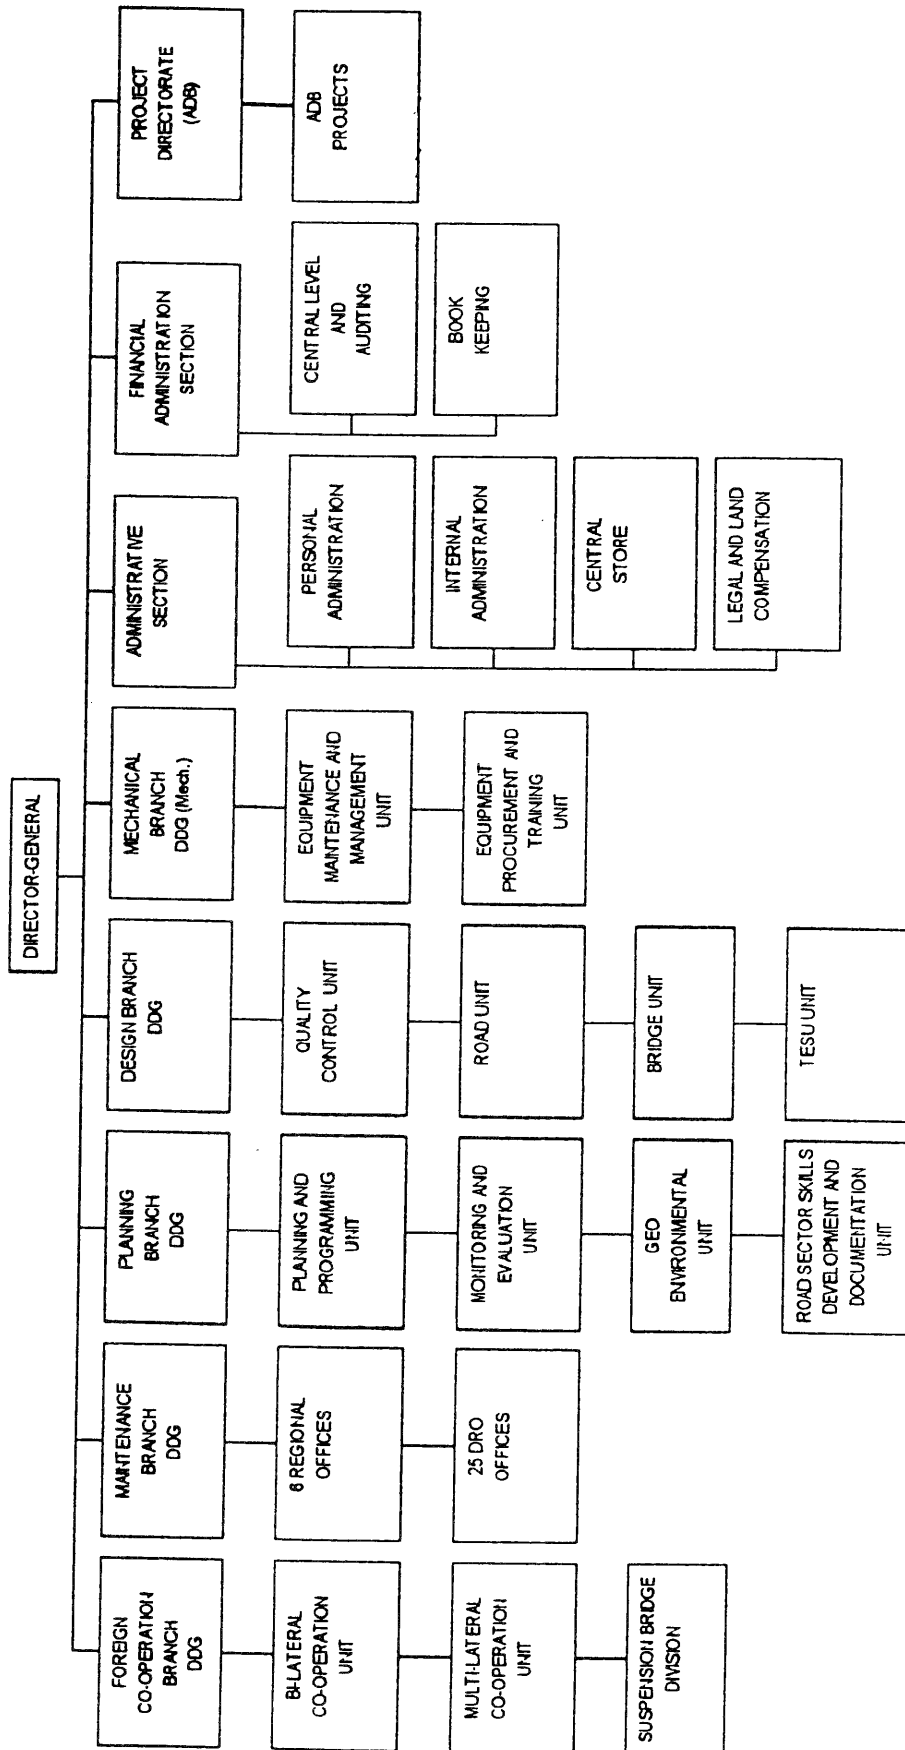 DIRECTOR-GENERAL
FOREIGN
CO-OPERATION
BRANCH
DDG
BI-LATERAL
CO-OPERATION
UNIT
MULTI-LATERAL
CO-OPERATION
UNIT
SUSPENSION BRIDGE
DIVISION
MAINTENANCE
BRANCH
DDG
6 REGIONAL
OFFICES
25 DRO
OFFICES
PLANNING
BRANCH
DDG
PLANNING AND
PROGRAMMING
UNIT
MONITORING AND
EVALUATION
UNIT
GEO
ENVIRONMENTAL
UNIT
ROAD SECTOR SKILLS
DEVELOPMENT AND
DOCUMENTATION
UNIT
DESIGN BRANCH
DDG
QUALITY
CONTROL UNIT
ROAD UNIT
BRIDGE UNIT
TESU UNIT
MECHANICAL
BRANCH
DDG (Mech.)
EQUIPMENT
MAINTENANCE AND
MANAGEMENT
UNIT
EQUIPMENT
PROCUREMENT AND
TRAINING
UNIT
ADMINISTRATIVE
SECTION
PERSONAL
ADMINISTRATION
INTERNAL
ADMINISTRATION
CENTRAL
STORE
LEGAL AND LAND
COMPENSATION
FINANCIAL
ADMINISTRATION
SECTION
CENTRAL LEVEL
AND
AUDITING
BOOK
KEEPING
PROJECT
DIRECTORATE
(ADB)
ADB
PROJECTS